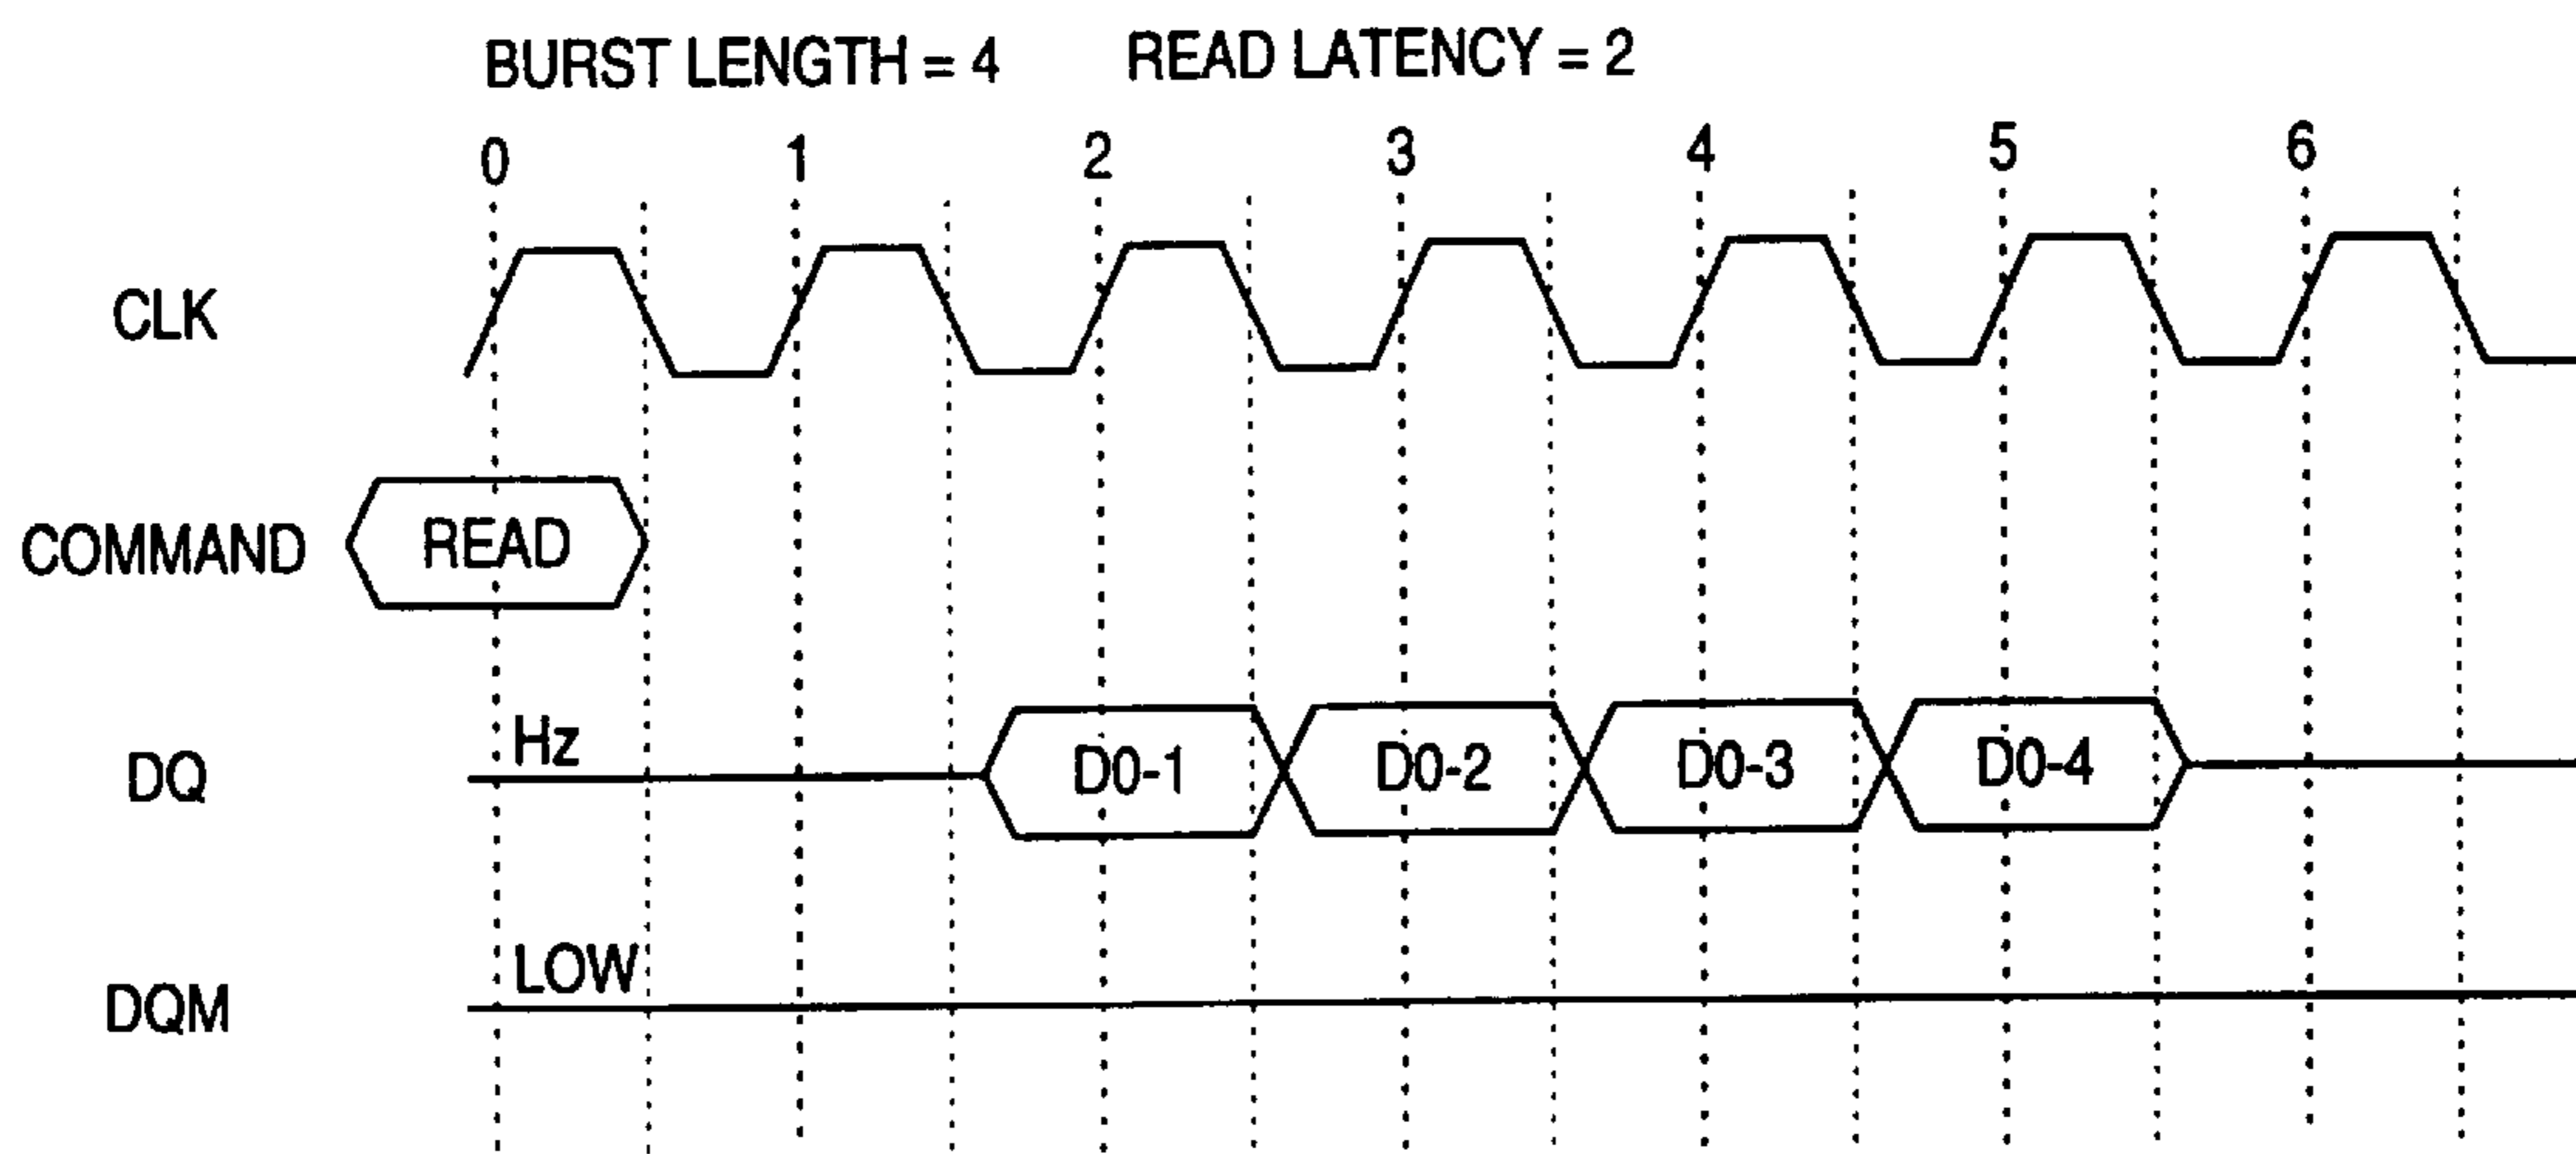 BURST LENGTH = 4 READ LATENCY = 2
0 1 2 3 4 5 6
CLK
COMMAND READ
DQ Hz D0-1 D0-2 D0-3 D0-4
DQM LOW